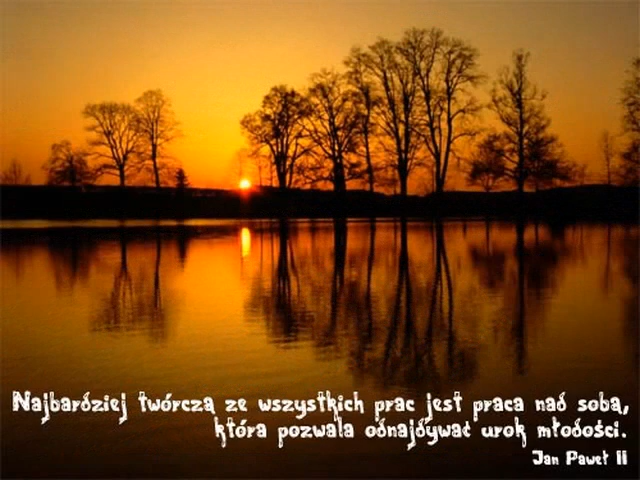 Najbardziej twórczą ze wszystkich prac jest praca nad sobą,
która pozwala odnajdywać urok młodości.
Jan Paweł II